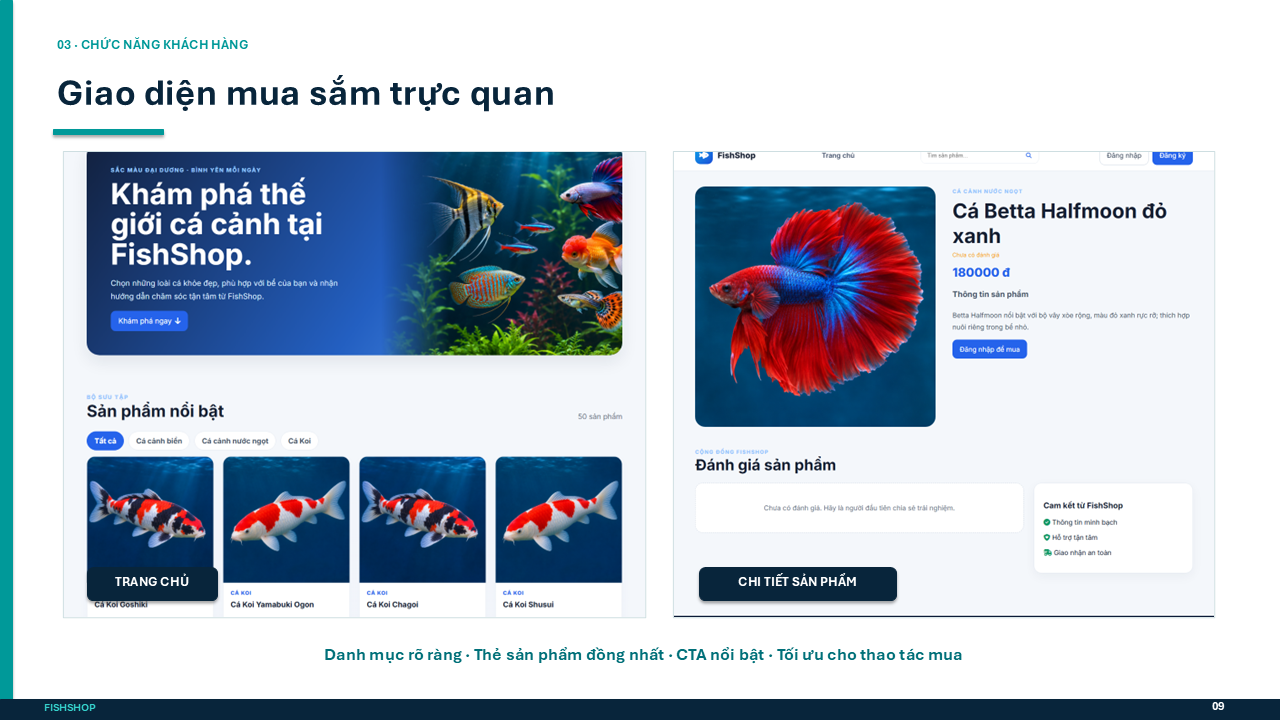 03 · CHỨC NĂNG KHÁCH HÀNG
Giao diện mua sắm trực quan
SẮC MÀU ĐẠI DƯƠNG · BÌNH YÊN MỖI NGÀY
Khám phá thế
giới cá cảnh tại
FishShop.
Chọn những loài cá khỏe đẹp, phù hợp với bể của bạn và nhận
hướng dẫn chăm sóc tận tâm từ FishShop.
Khám phá ngay ↓
BỘ SƯU TẬP
Sản phẩm nổi bật
50 sản phẩm
Tất cả
Cá cảnh biển
Cá cảnh nước ngọt
Cá Koi
TRANG CHỦ
Cá Koi Goshiki
CÁ KOI
Cá Koi Yamabuki Ogon
CÁ KOI
Cá Koi Chagoi
CÁ KOI
Cá Koi Shusui
FishShop
Trang chủ
Tìm sản phẩm...
Đăng nhập
Đăng ký
CÁ CẢNH NƯỚC NGỌT
Cá Betta Halfmoon đỏ
xanh
Chưa có đánh giá
180000 đ
Thông tin sản phẩm
Betta Halfmoon nổi bật với bộ vây xòe rộng, màu đỏ xanh rực rỡ; thích hợp
nuôi riêng trong bể nhỏ.
Đăng nhập để mua
CỘNG ĐỒNG FISHSHOP
Đánh giá sản phẩm
Chưa có đánh giá. Hãy là người đầu tiên chia sẻ trải nghiệm.
Cam kết từ FishShop
Thông tin minh bạch
Hỗ trợ tận tâm
Giao nhận an toàn
CHI TIẾT SẢN PHẨM
Danh mục rõ ràng · Thẻ sản phẩm đồng nhất · CTA nổi bật · Tối ưu cho thao tác mua
FISHSHOP
09